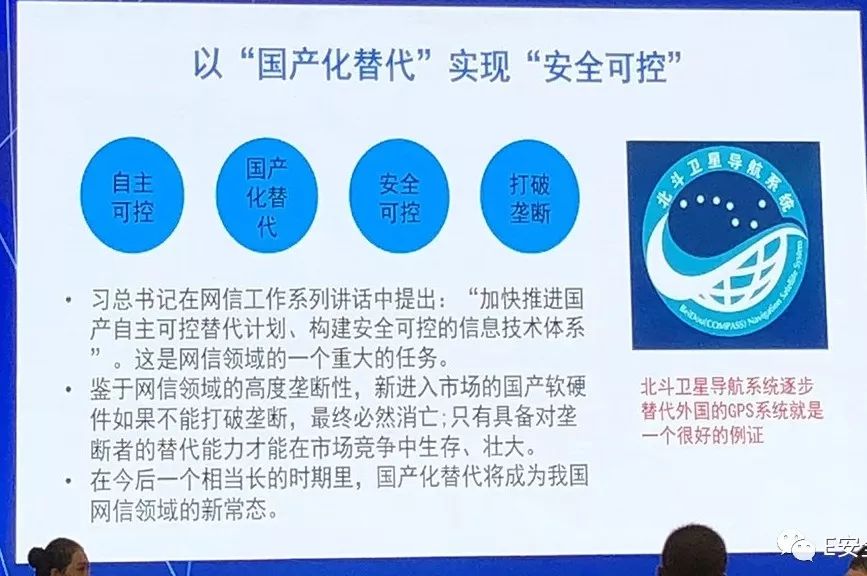 以“国产化替代”实现“安全可控”
自主
可控
国产
化替
代
安全
可控
打破
垄断
北斗卫星导航系统
BeiDou(COMPASS) Navigation Satellite System
• 习总书记在网信工作系列讲话中提出：“加快推进国
产自主可控替代计划、构建安全可控的信息技术体系
”。这是网信领域的一个重大的任务。
• 鉴于网信领域的高度垄断性，新进入市场的国产软硬
件如果不能打破垄断，最终必然消亡;只有具备对垄
断者的替代能力才能在市场竞争中生存、壮大。
• 在今后一个相当长的时期里，国产化替代将成为我国
网信领域的新常态。
北斗卫星导航系统逐步
替代外国的GPS系统就是
一个很好的例证
E安全